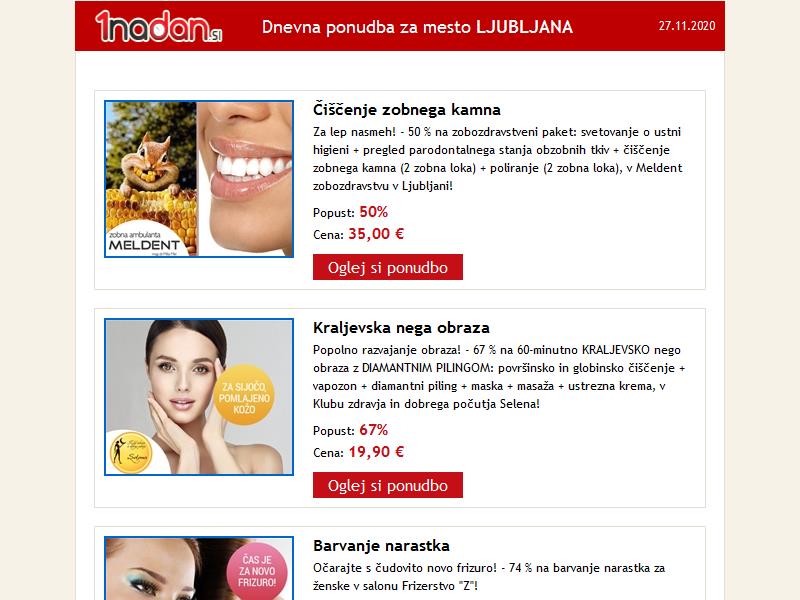 1nadan.si
Dnevna ponudba za mesto LJUBLJANA
27.11.2020
Čiščenje zobnega kamna
Za lep nasmeh! - 50 % na zobozdravstveni paket: svetovanje o ustni
higieni + pregled parodontalnega stanja obzobnih tkiv + čiščenje
zobnega kamna (2 zobna loka) + poliranje (2 zobna loka), v Meldent
zobozdravstvu v Ljubljani!
Popust: 50%
Cena: 35,00 €
Oglej si ponudbo
zobna ambulanta
MELDENT
Kraljevska nega obraza
Popolno razvajanje obraza! - 67 % na 60-minutno KRALJEVSKO nego
obraza z DIAMANTNIM PILINGOM: površinsko in globinsko čiščenje +
vapozon + diamantni piling + maska + masaža + ustrezna krema, v
Klubu zdravja in dobrega počutja Selena!
Popust: 67%
Cena: 19,90 €
Oglej si ponudbo
ZA SIJOČO,
POMLAJENO
KOŽO
Selena
Barvanje narastka
Očarajte s čudovito novo frizuro! - 74 % na barvanje narastka za
ženske v salonu Frizerstvo "Z"!
ČAS JE
ZA NOVO
FRIZURO!